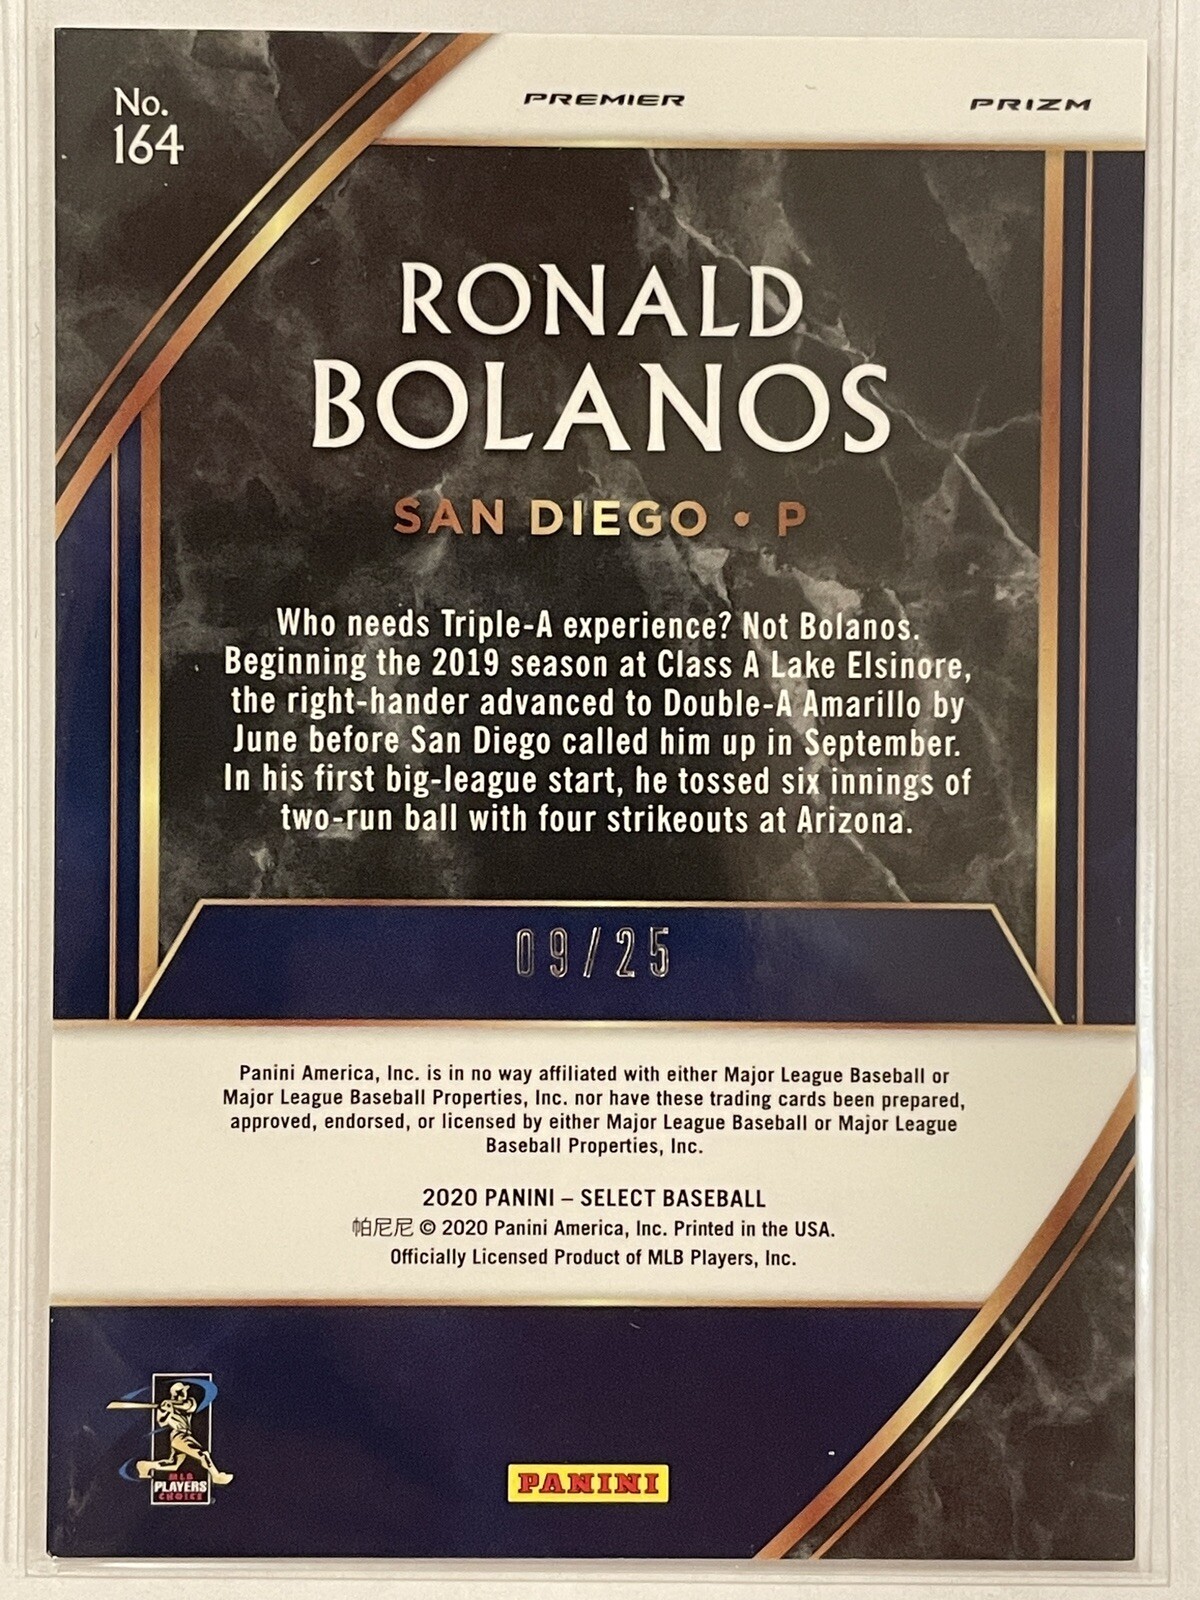 No.
164
PREMIER
PRIZM
RONALD
BOLANOS
SAN DIEGO • P
Who needs Triple-A experience? Not Bolanos.
Beginning the 2019 season at Class A Lake Elsinore,
the right-hander advanced to Double-A Amarillo by
June before San Diego called him up in September.
In his first big-league start, he tossed six innings of
two-run ball with four strikeouts at Arizona.
09/25
Panini America, Inc. is in no way affiliated with either Major League Baseball or
Major League Baseball Properties, Inc. nor have these trading cards been prepared,
approved, endorsed, or licensed by either Major League Baseball or Major League
Baseball Properties, Inc.
2020 PANINI – SELECT BASEBALL
帕尼尼 © 2020 Panini America, Inc. Printed in the USA.
Officially Licensed Product of MLB Players, Inc.
MLB
PLAYERS
CHOICE
PANINI